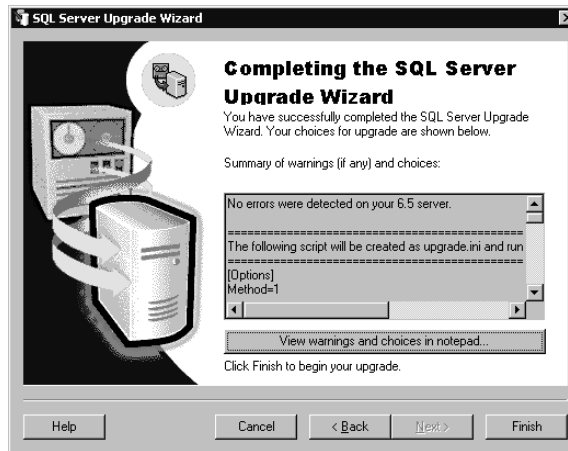 SQL Server Upgrade Wizard
Completing the SQL Server
Upgrade Wizard
You have successfully completed the SQL Server Upgrade
Wizard. Your choices for upgrade are shown below.
Summary of warnings (if any) and choices:
No errors were detected on your 6.5 server.
==========================================
The following script will be created as upgrade.ini and run
==========================================
[Options]
Method=1
View warnings and choices in notepad...
Click Finish to begin your upgrade.
Help Cancel < Back Next > Finish